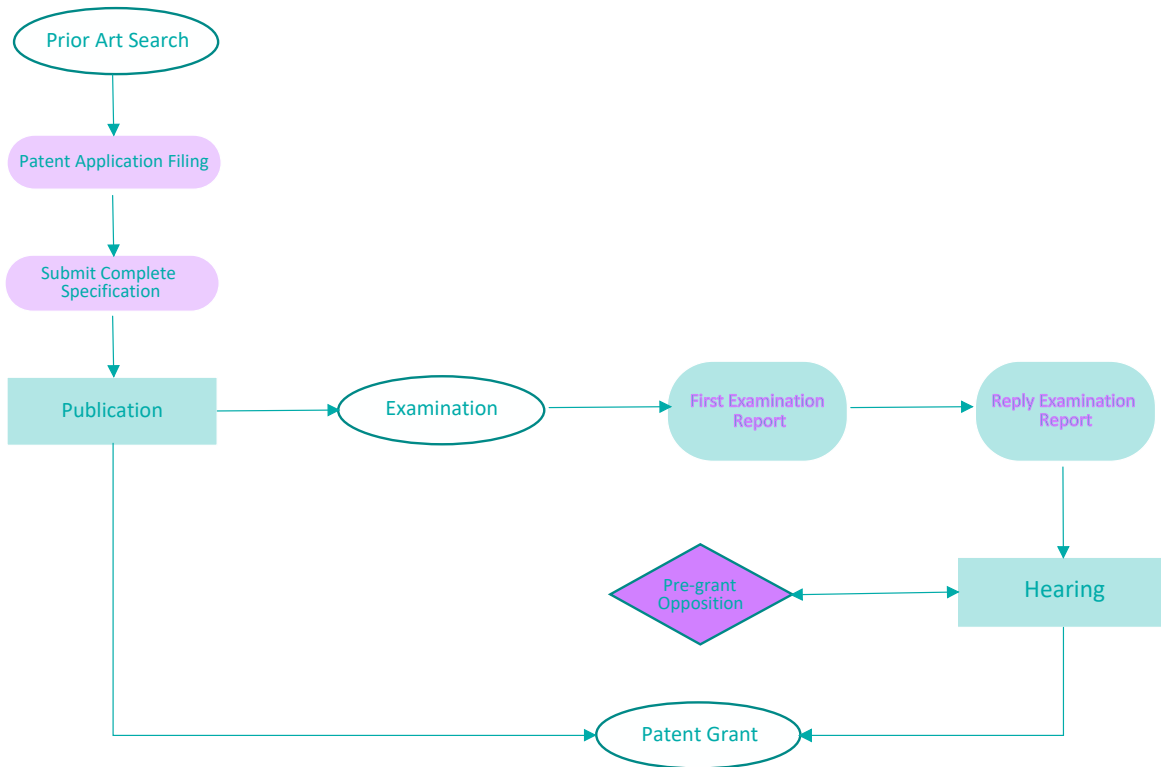 Prior Art Search
Patent Application Filing
Submit Complete
Specification
Publication
Examination
First Examination
Report
Reply Examination
Report
Pre-grant
Opposition
Hearing
Patent Grant